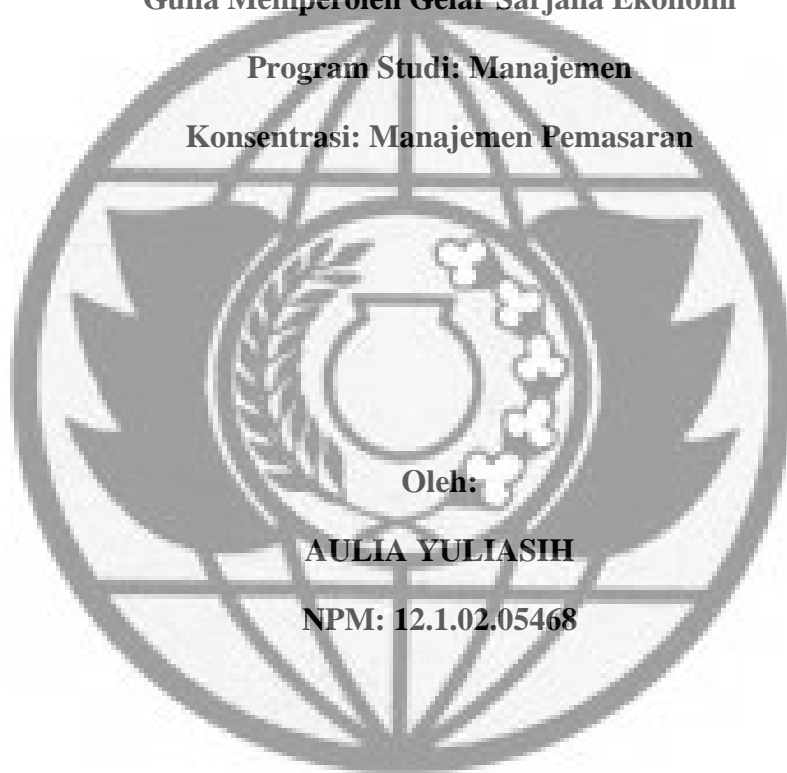 Guna Memperoleh Gelar Sarjana Ekonomi
Program Studi: Manajemen
Konsentrasi: Manajemen Pemasaran
Oleh:
AULIA YULIASIH
NPM: 12.1.02.05468